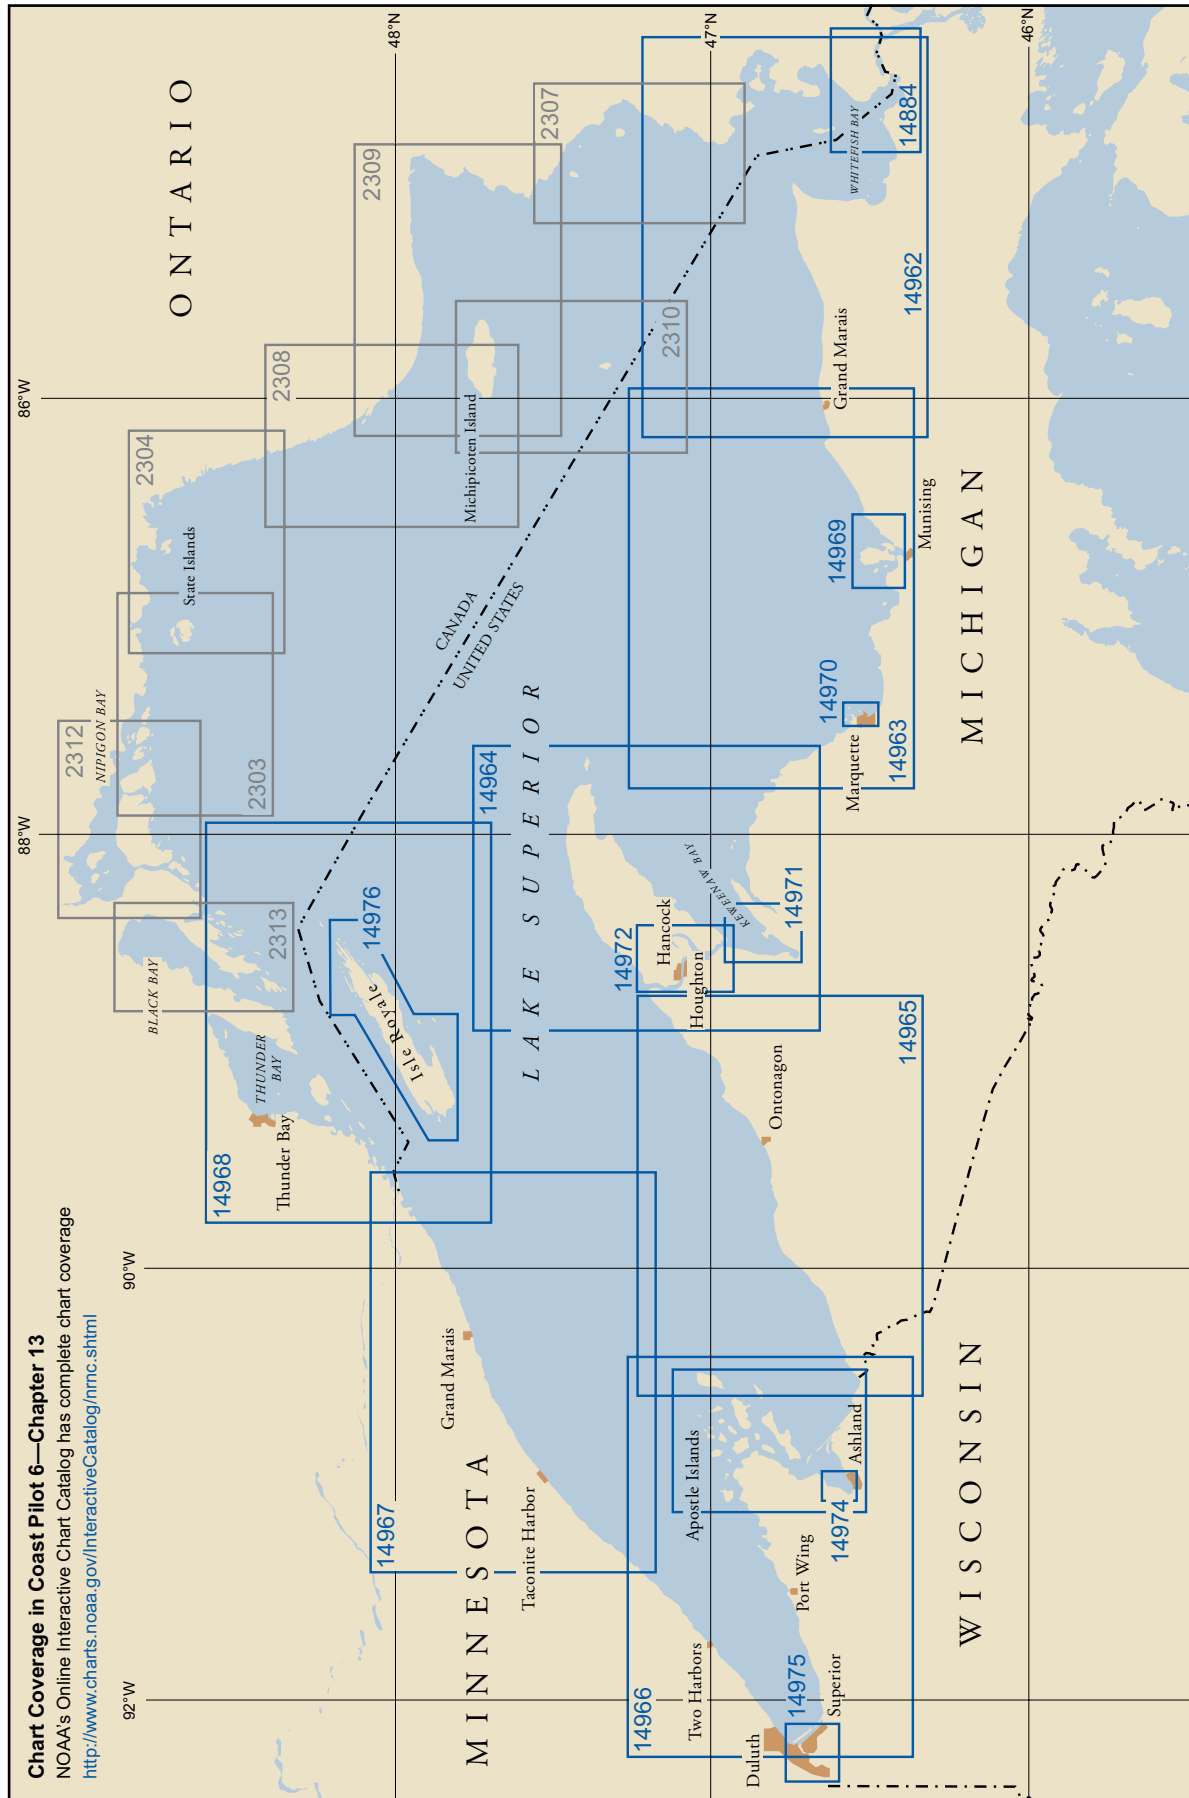 Chart Coverage in Coast Pilot 6—Chapter 13
NOAA's Online Interactive Chart Catalog has complete chart coverage
http://www.charts.noaa.gov/InteractiveCatalog/nrnc.shtml
92°W
90°W
88°W
86°W
48°N
47°N
46°N
ONTARIO
MINNESOTA
WISCONSIN
MICHIGAN
LAKE SUPERIOR
CANADA
UNITED STATES
NIPIGON BAY
BLACK BAY
THUNDER
BAY
Thunder Bay
Isle Royale
State Islands
Michipicoten Island
WHITEFISH BAY
KEWEENAW BAY
Grand Marais
Taconite Harbor
Two Harbors
Duluth
Superior
Port Wing
Apostle Islands
Ashland
Ontonagon
Houghton
Hancock
Marquette
Munising
Grand Marais
2312
2303
2304
2308
2309
2307
2310
2313
14968
14976
14967
14966
14975
14974
14965
14964
14972
14971
14970
14963
14969
14962
14884